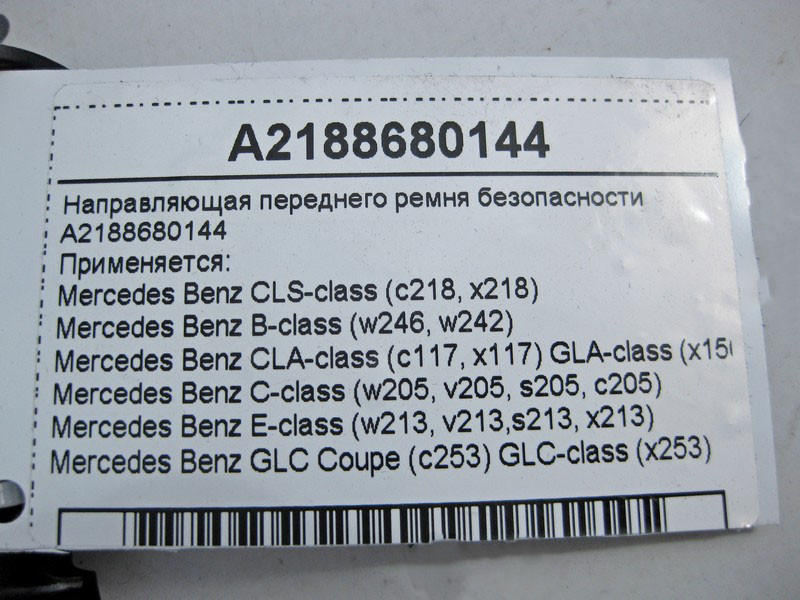 A2188680144
Направляющая переднего ремня безопасности
A2188680144
Применяется:
Mercedes Benz CLS-class (c218, x218)
Mercedes Benz B-class (w246, w242)
Mercedes Benz CLA-class (c117, x117) GLA-class
Mercedes Benz C-class (w205, v205, s205, c205)
Mercedes Benz E-class (w213, v213,s213, x213)
Mercedes Benz GLC Coupe (c253) GLC-class (x253)